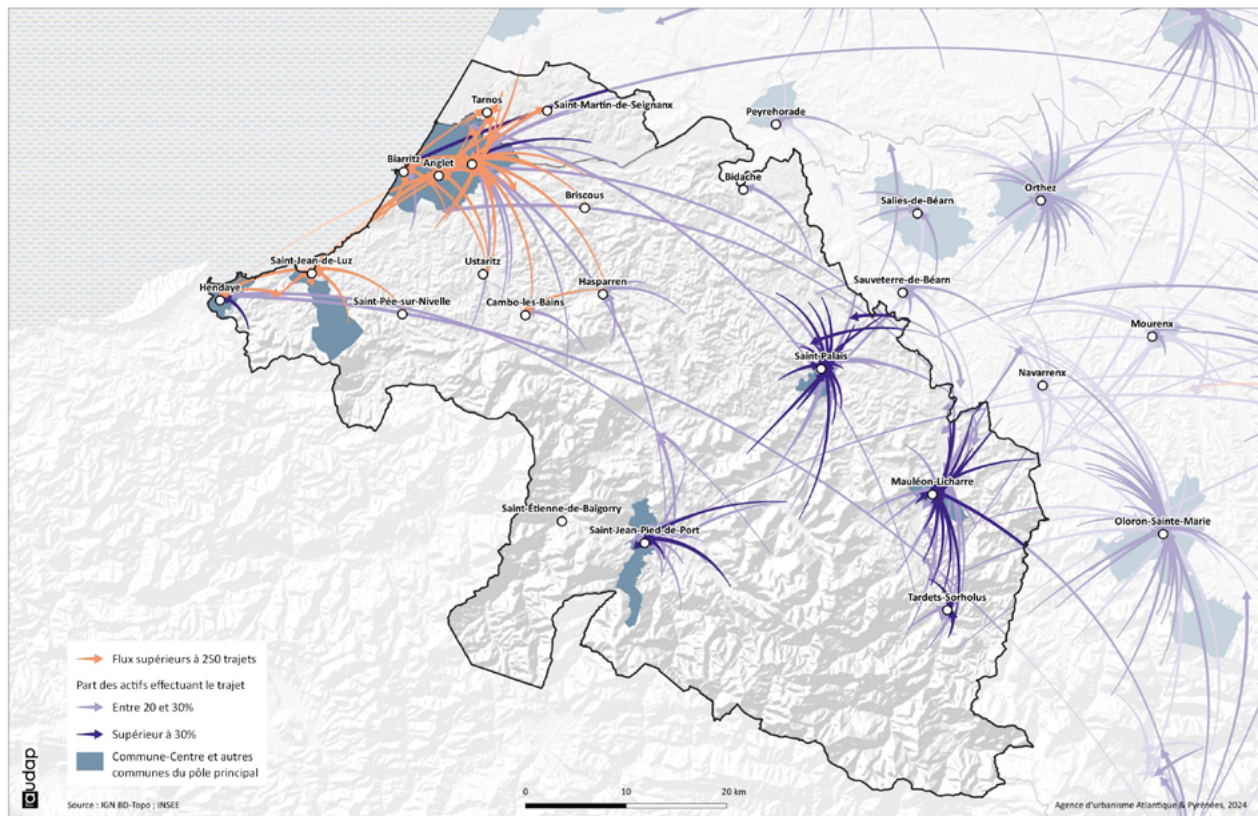 Tarnos
Saint-Martin-de-Seignanx
Peyrehorade
Biarritz
Anglet
Bidache
Orthez
Briscous
Salies-de-Béarn
Saint-Jean-de-Luz
Ustaritz
Hasparren
Sauveterre-de-Béarn
Hendaye
Saint-Pée-sur-Nivelle
Cambo-les-Bains
Mourenx
Saint-Palais
Navarrenx
Mauléon-Licharre
Saint-Étienne-de-Baïgorry
Saint-Jean-Pied-de-Port
Oloron-Sainte-Marie
Tardets-Sorholus
Flux supérieurs à 250 trajets
Part des actifs effectuant le trajet
Entre 20 et 30%
Supérieur à 30%
Commune-Centre et autres
communes du pôle principal
audap
Source : IGN BD-Topo ; INSEE
0 10 20 km
Agence d'urbanisme Atlantique & Pyrénées, 2024